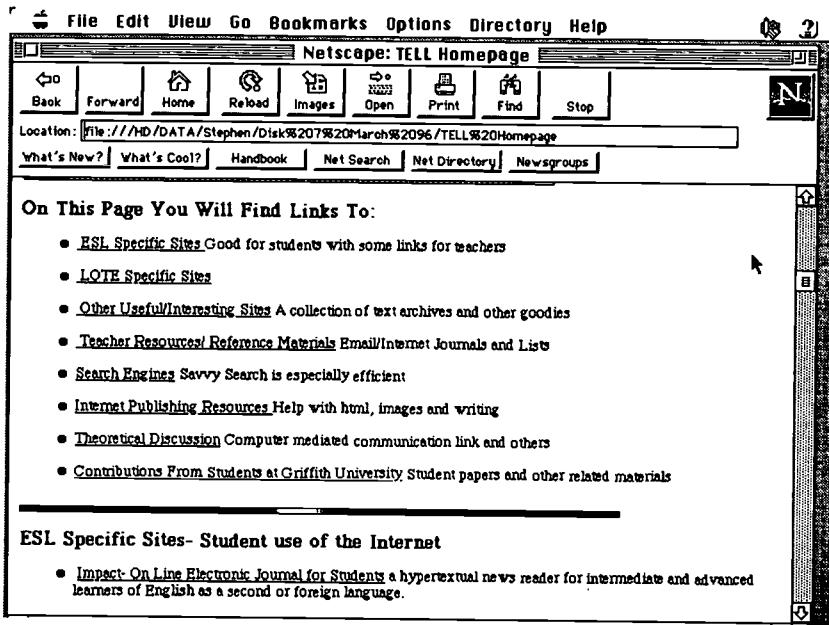 File Edit View Go Bookmarks Options Directory Help
Netscape: TELL Homepage
Back Forward Home Reload Images Open Print Find Stop
N
Location: file:///HD/DATA/Stephen/Disk%207%20March%2096/TELL%20Homepage
What's New? What's Cool? Handbook Net Search Net Directory Newsgroups
On This Page You Will Find Links To:
ESL Specific Sites Good for students with some links for teachers
LOTE Specific Sites
Other Useful/Interesting Sites A collection of text archives and other goodies
Teacher Resources/ Reference Materials Email/Internet Journals and Lists
Search Engines Savvy Search is especially efficient
Internet Publishing Resources Help with html, images and writing
Theoretical Discussion Computer mediated communication link and others
Contributions From Students at Griffith University Student papers and other related materials
ESL Specific Sites- Student use of the Internet
Impact- On Line Electronic Journal for Students a hypertextual news reader for intermediate and advanced
learners of English as a second or foreign language.